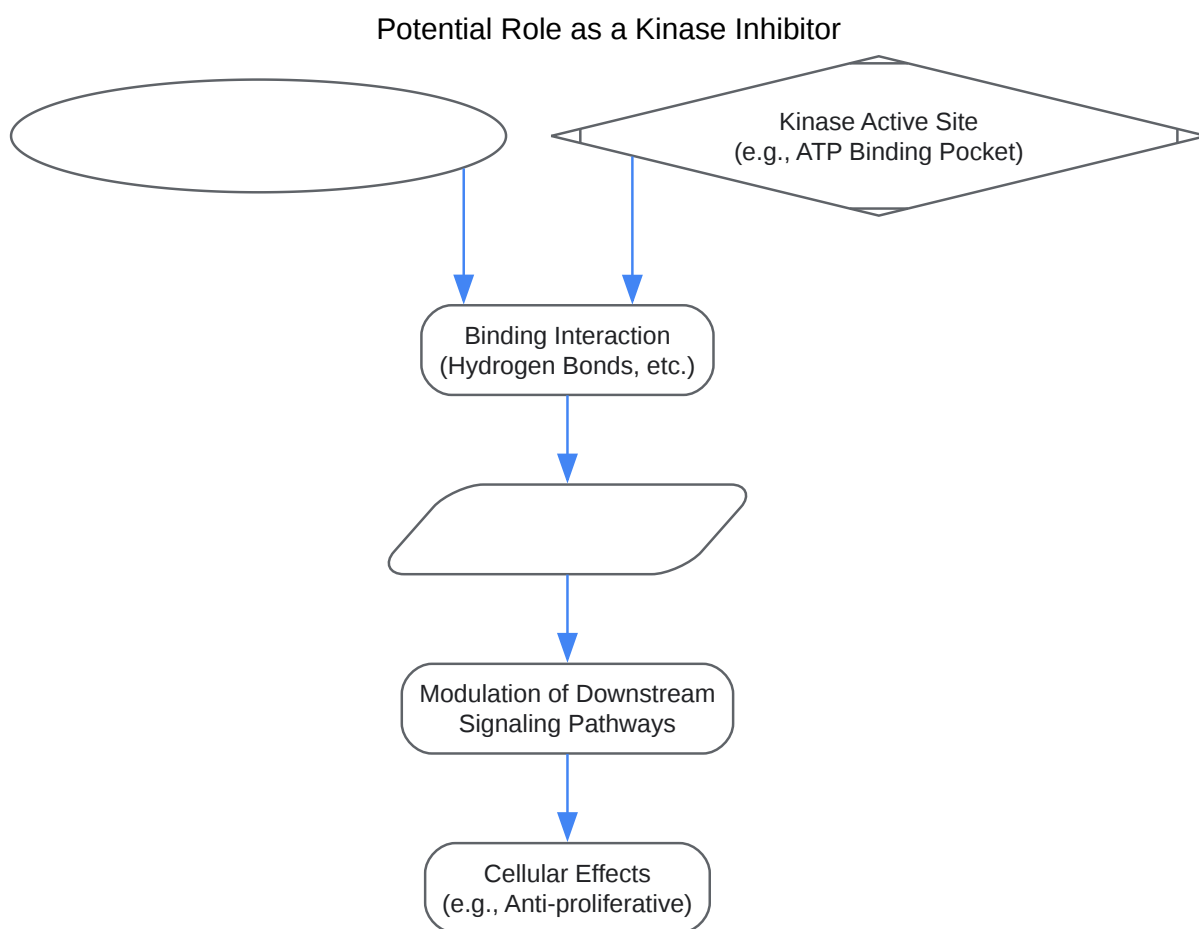 Potential Role as a Kinase Inhibitor
Kinase Active Site
(e.g., ATP Binding Pocket)
Binding Interaction
(Hydrogen Bonds, etc.)
Modulation of Downstream
Signaling Pathways
Cellular Effects
(e.g., Anti-proliferative)